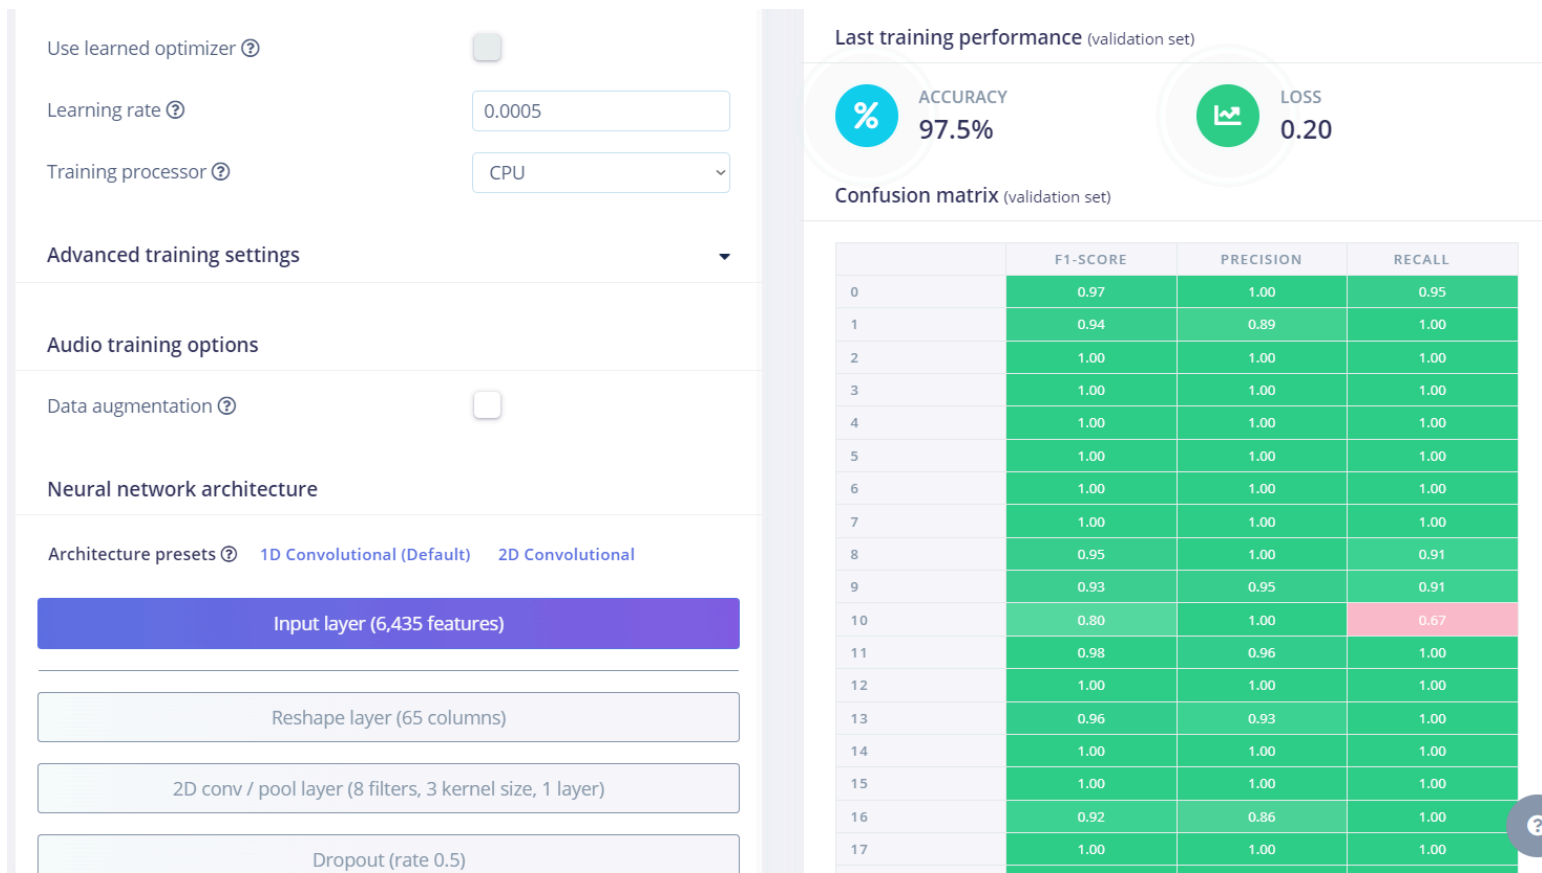 Use learned optimizer
Learning rate
0.0005
Training processor
CPU
Advanced training settings
Audio training options
Data augmentation
Neural network architecture
Architecture presets 1D Convolutional (Default) 2D Convolutional
Input layer (6,435 features)
Reshape layer (65 columns)
2D conv / pool layer (8 filters, 3 kernel size, 1 layer)
Dropout (rate 0.5)
Last training performance (validation set)
%
ACCURACY
97.5%
LOSS
0.20
Confusion matrix (validation set)
F1-SCORE PRECISION RECALL
0 0.97 1.00 0.95
1 0.94 0.89 1.00
2 1.00 1.00 1.00
3 1.00 1.00 1.00
4 1.00 1.00 1.00
5 1.00 1.00 1.00
6 1.00 1.00 1.00
7 1.00 1.00 1.00
8 0.95 1.00 0.91
9 0.93 0.95 0.91
10 0.80 1.00 0.67
11 0.98 0.96 1.00
12 1.00 1.00 1.00
13 0.96 0.93 1.00
14 1.00 1.00 1.00
15 1.00 1.00 1.00
16 0.92 0.86 1.00
17 1.00 1.00 1.00